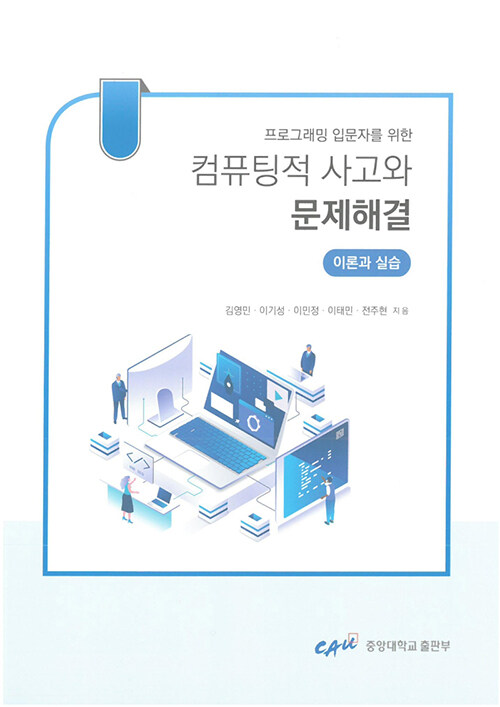 프로그래밍 입문자를 위한
컴퓨팅적 사고와
문제해결
이론과 실습
김영민 · 이기성 · 이민정 · 이태민 · 전주현 지음
</>
CAU 중앙대학교 출판부